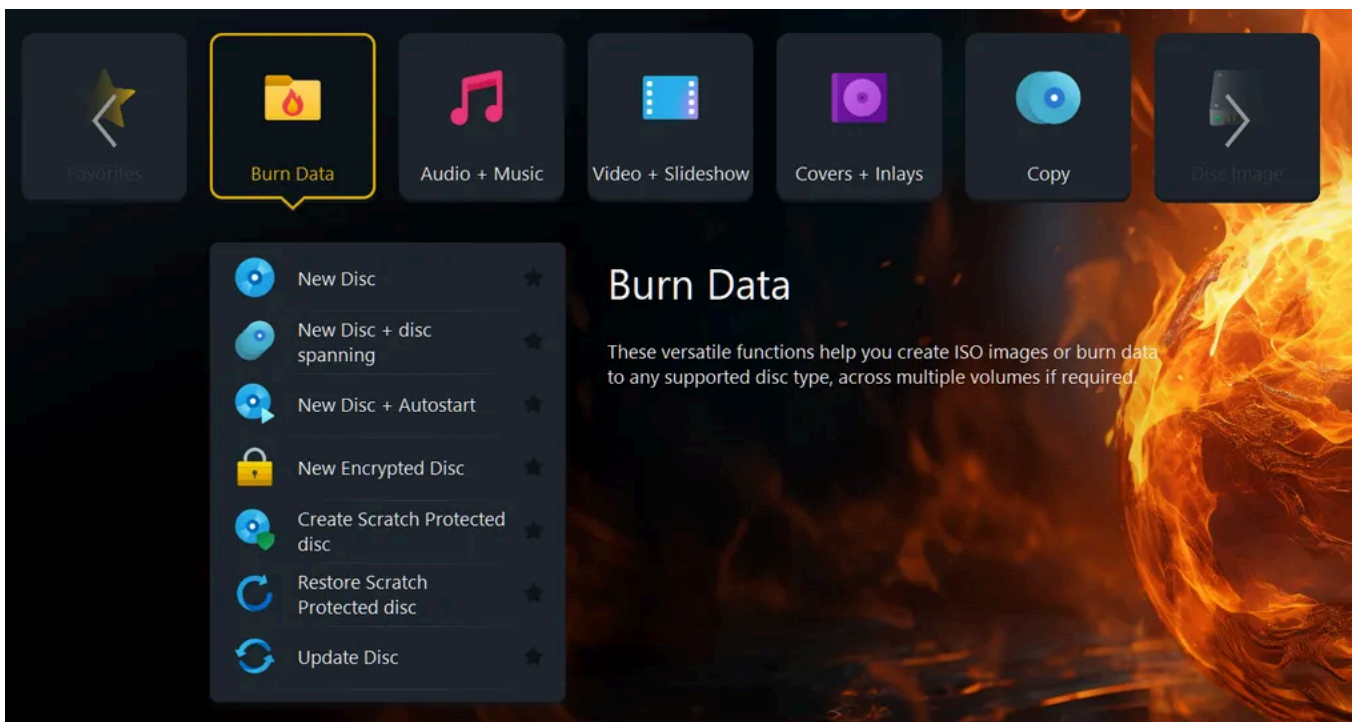 Favorites
Burn Data
Audio + Music
Video + Slideshow
Covers + Inlays
Copy
Disc Image
New Disc
New Disc + disc
spanning
New Disc + Autostart
New Encrypted Disc
Create Scratch Protected
disc
Restore Scratch
Protected disc
Update Disc
Burn Data
These versatile functions help you create ISO images or burn data
to any supported disc type, across multiple volumes if required.